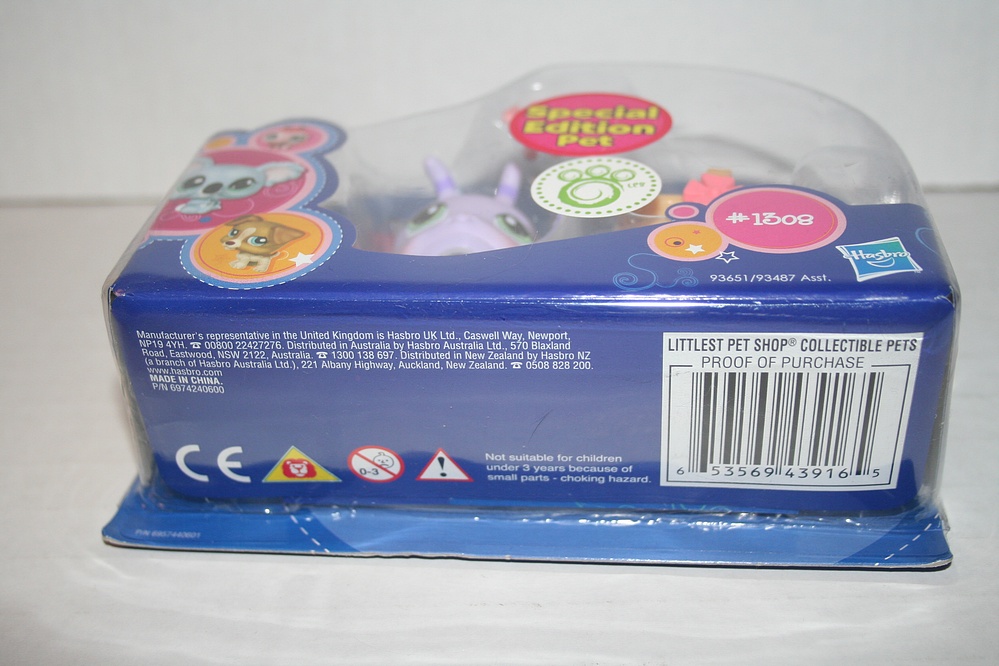 Special
Edition
Pet
LPS
#1308
Hasbro
93651/93487 Asst.
Manufacturer's representative in the United Kingdom is Hasbro UK Ltd., Caswell Way, Newport,
NP19 4YH. ☎ 00800 22427276. Distributed in Australia by Hasbro Australia Ltd., 570 Blaxland
Road, Eastwood, NSW 2122, Australia. ☎ 1300 138 697. Distributed in New Zealand by Hasbro NZ
(a branch of Hasbro Australia Ltd.), 221 Albany Highway, Auckland, New Zealand. ☎ 0508 828 200.
www.hasbro.com
MADE IN CHINA.
P/N 6974240600
LITTLEST PET SHOP® COLLECTIBLE PETS
PROOF OF PURCHASE
6 53569 43916 5
CE
0-3
!
Not suitable for children
under 3 years because of
small parts - choking hazard.
P/N 6957440601